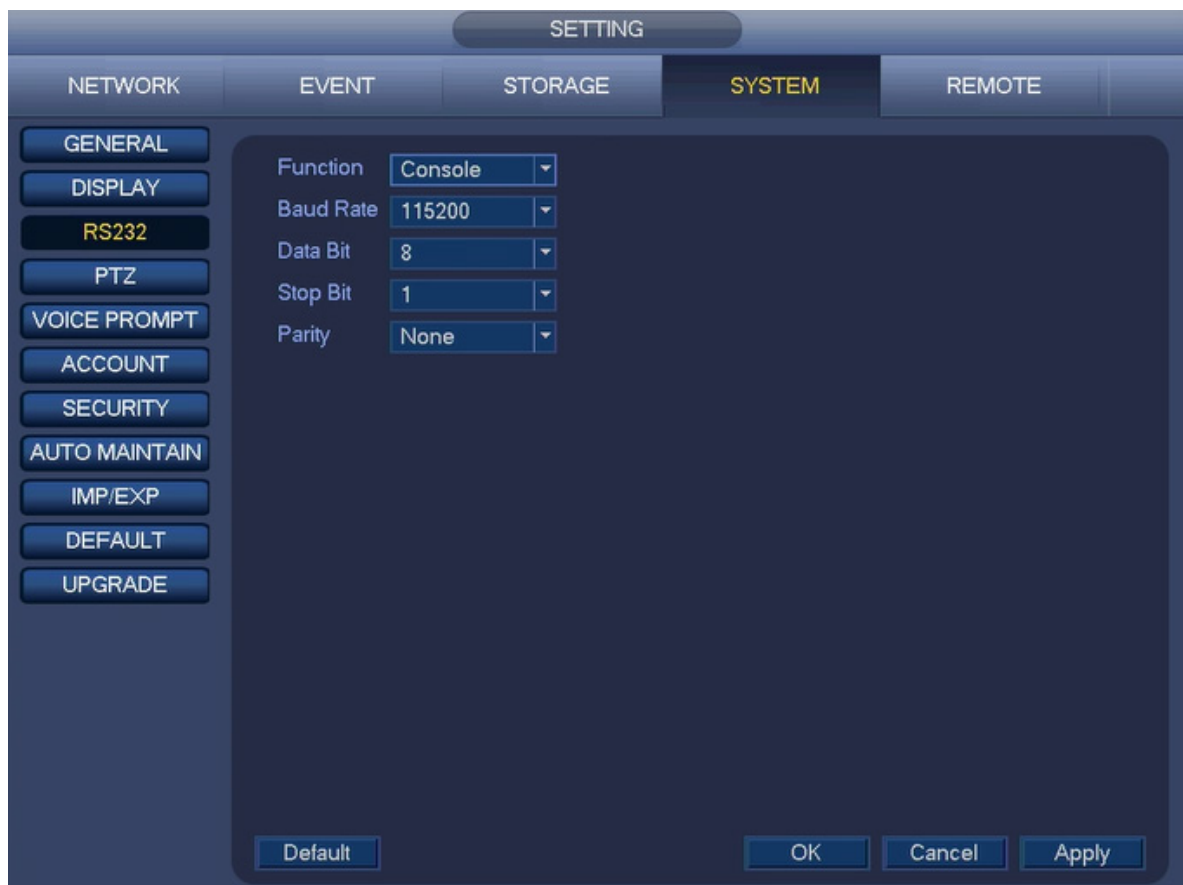 SETTING
NETWORK EVENT STORAGE SYSTEM REMOTE
GENERAL
DISPLAY
RS232
PTZ
VOICE PROMPT
ACCOUNT
SECURITY
AUTO MAINTAIN
IMP/EXP
DEFAULT
UPGRADE
Function Console
Baud Rate 115200
Data Bit 8
Stop Bit 1
Parity None
Default OK Cancel Apply